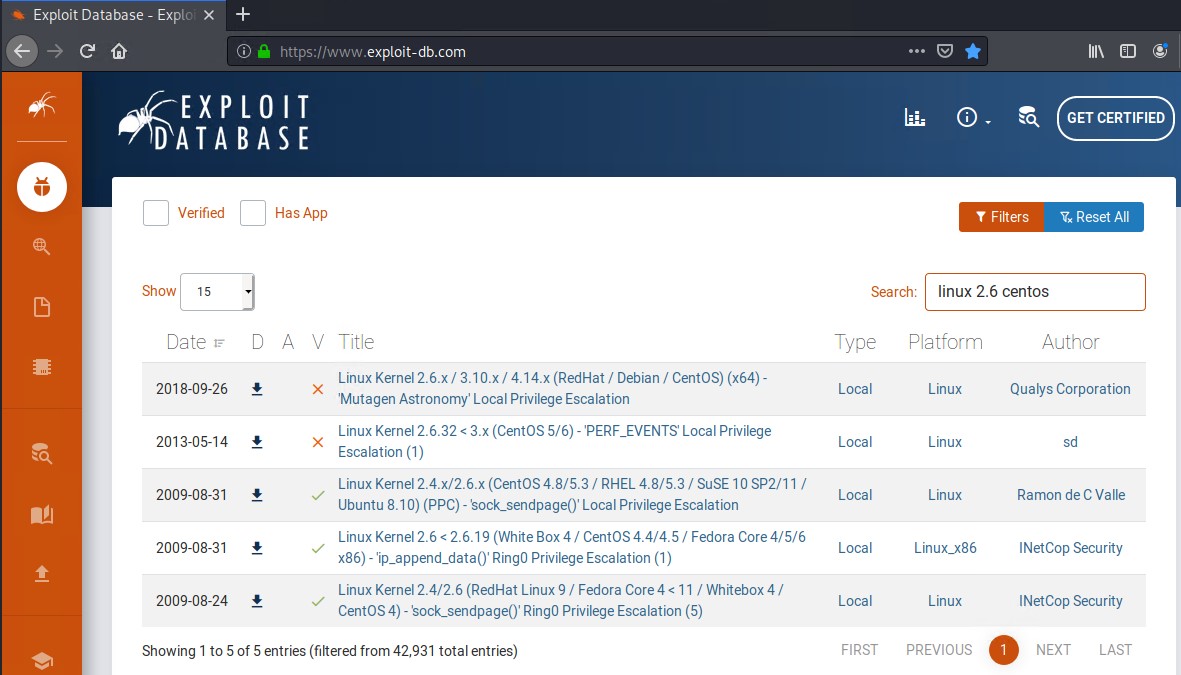 Exploit Database - Explo
https://www.exploit-db.com
EXPLOIT
DATABASE
GET CERTIFIED
Verified
Has App
Filters
Reset All
Show 15
Search: linux 2.6 centos
Date D A V Title Type Platform Author
2018-09-26 Linux Kernel 2.6.x / 3.10.x / 4.14.x (RedHat / Debian / CentOS) (x64) - Local Linux Qualys Corporation
'Mutagen Astronomy' Local Privilege Escalation
2013-05-14 Linux Kernel 2.6.32 < 3.x (CentOS 5/6) - 'PERF_EVENTS' Local Privilege Local Linux sd
Escalation (1)
2009-08-31 Linux Kernel 2.4.x/2.6.x (CentOS 4.8/5.3 / RHEL 4.8/5.3 / SuSE 10 SP2/11 / Local Linux Ramon de C Valle
Ubuntu 8.10) (PPC) - 'sock_sendpage()' Local Privilege Escalation
2009-08-31 Linux Kernel 2.6 < 2.6.19 (White Box 4 / CentOS 4.4/4.5 / Fedora Core 4/5/6 Local Linux_x86 INetCop Security
x86) - 'ip_append_data()' Ring0 Privilege Escalation (1)
2009-08-24 Linux Kernel 2.4/2.6 (RedHat Linux 9 / Fedora Core 4 < 11 / Whitebox 4 / Local Linux INetCop Security
CentOS 4) - 'sock_sendpage()' Ring0 Privilege Escalation (5)
Showing 1 to 5 of 5 entries (filtered from 42,931 total entries)
FIRST PREVIOUS 1 NEXT LAST